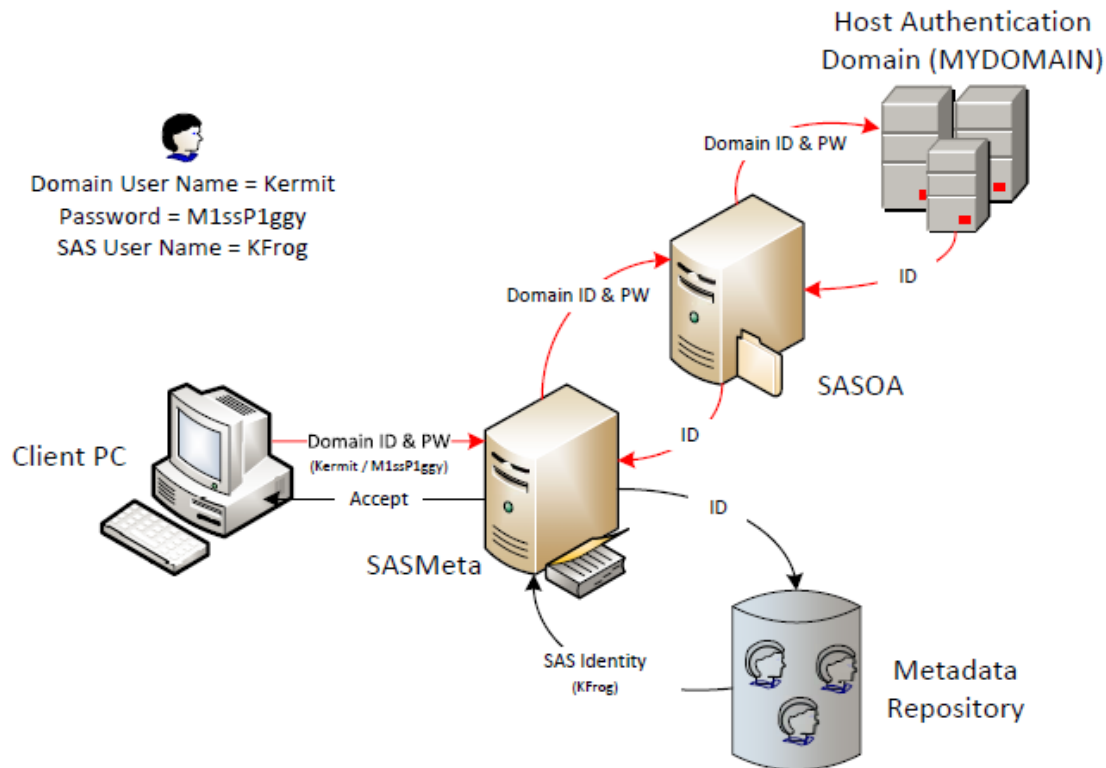 Host Authentication
Domain (MYDOMAIN)
Domain ID & PW
Domain User Name = Kermit
Password = M1ssP1ggy
SAS User Name = KFrog
ID
Domain ID & PW
SASOA
ID
Client PC
Domain ID & PW
(Kermit / M1ssP1ggy)
Accept
ID
SASMeta
SAS Identity
(KFrog)
Metadata
Repository